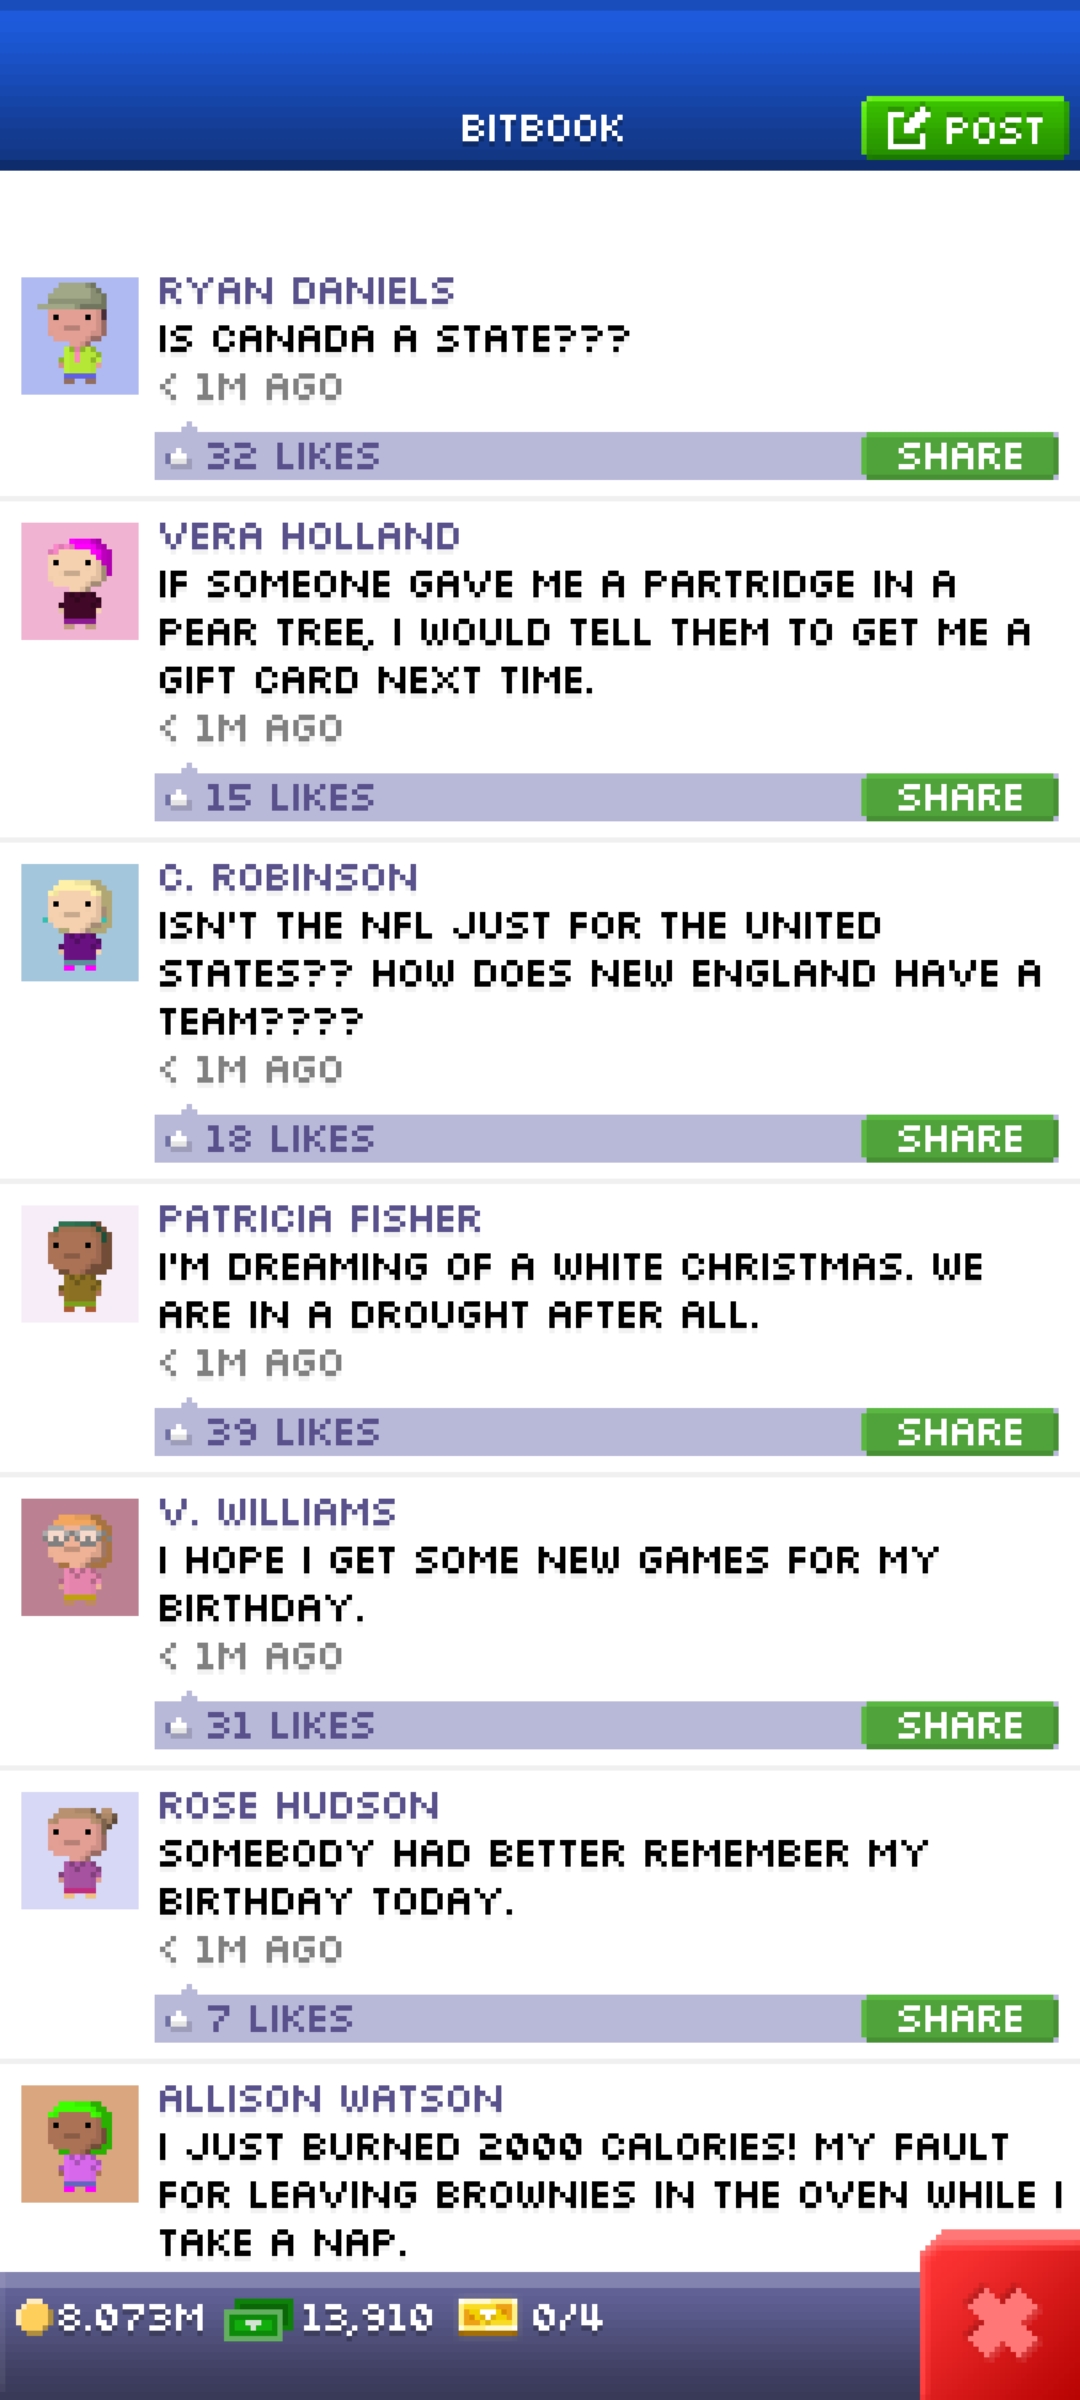 BITBOOK
POST
RYAN DANIELS
IS CANADA A STATE???
< 1M AGO
32 LIKES
SHARE
VERA HOLLAND
IF SOMEONE GAVE ME A PARTRIDGE IN A
PEAR TREE, I WOULD TELL THEM TO GET ME A
GIFT CARD NEXT TIME.
< 1M AGO
15 LIKES
SHARE
C. ROBINSON
ISN'T THE NFL JUST FOR THE UNITED
STATES?? HOW DOES NEW ENGLAND HAVE A
TEAM????
< 1M AGO
18 LIKES
SHARE
PATRICIA FISHER
I'M DREAMING OF A WHITE CHRISTMAS. WE
ARE IN A DROUGHT AFTER ALL.
< 1M AGO
39 LIKES
SHARE
V. WILLIAMS
I HOPE I GET SOME NEW GAMES FOR MY
BIRTHDAY.
< 1M AGO
31 LIKES
SHARE
ROSE HUDSON
SOMEBODY HAD BETTER REMEMBER MY
BIRTHDAY TODAY.
< 1M AGO
7 LIKES
SHARE
ALLISON WATSON
I JUST BURNED 2000 CALORIES! MY FAULT
FOR LEAVING BROWNIES IN THE OVEN WHILE I
TAKE A NAP.
8.073M 13,910 0/4